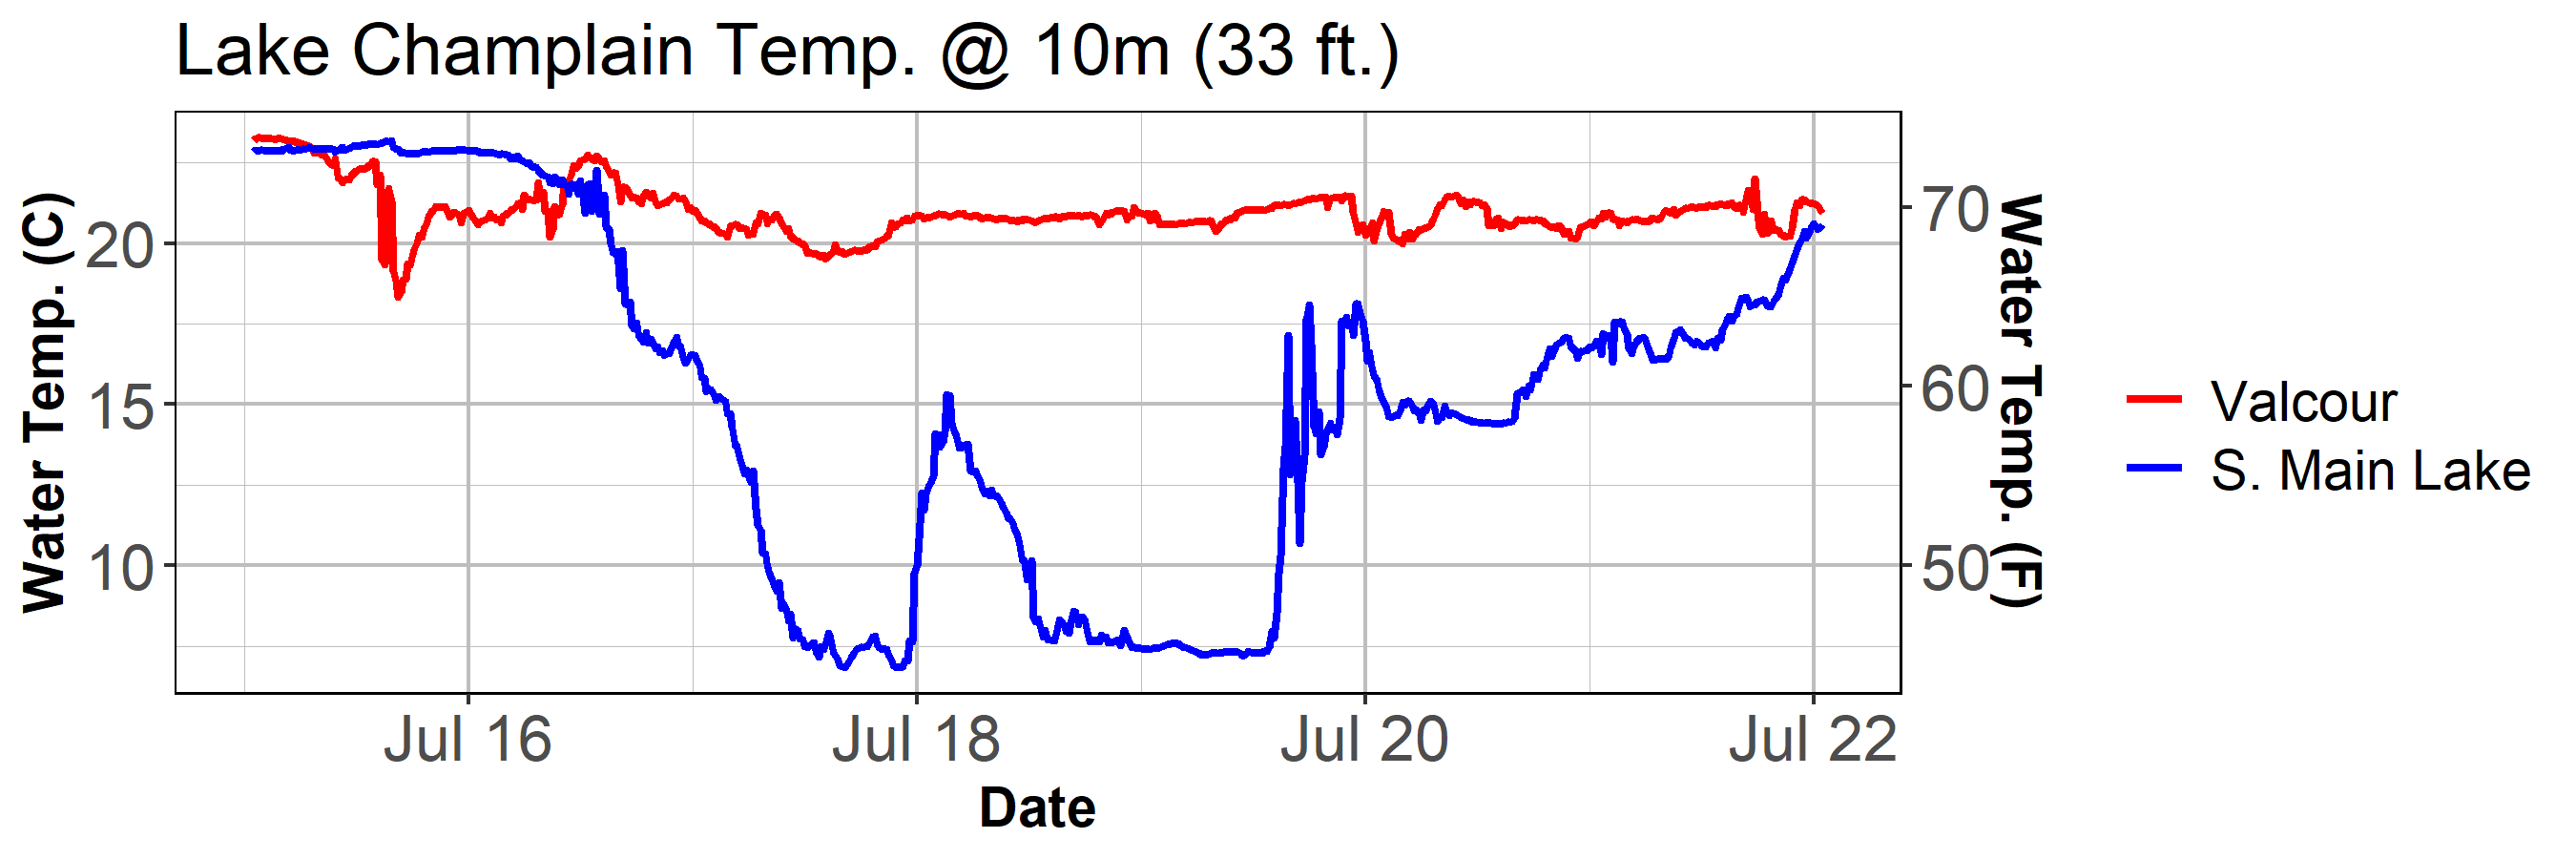 Lake Champlain Temp. @ 10m (33 ft.)
Water Temp. (C)
20
15
10
70
60
50
Water Temp. (F)
Jul 16
Jul 18
Jul 20
Jul 22
Date
Valcour
S. Main Lake